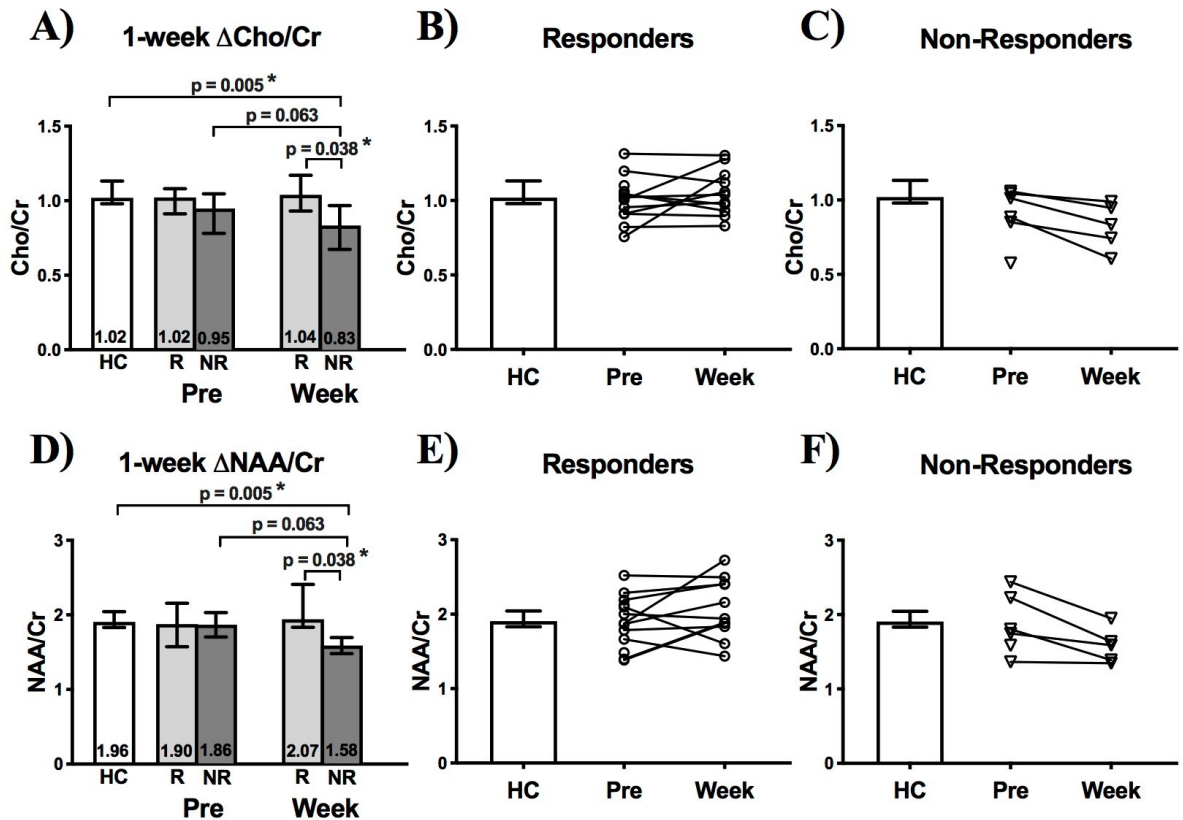 A)
1-week ΔCho/Cr
p = 0.005 *
p = 0.063
p = 0.038 *
1.5
1.0
0.5
0.0
Cho/Cr
1.02
1.02
0.95
1.04
0.83
HC
R
NR
R
NR
Pre
Week
B)
Responders
1.5
1.0
0.5
0.0
Cho/Cr
HC
Pre
Week
C)
Non-Responders
1.5
1.0
0.5
0.0
Cho/Cr
HC
Pre
Week
D)
1-week ΔNAA/Cr
p = 0.005 *
p = 0.063
p = 0.038 *
3
2
1
0
NAA/Cr
1.96
1.90
1.86
2.07
1.58
HC
R
NR
R
NR
Pre
Week
E)
Responders
3
2
1
0
NAA/Cr
HC
Pre
Week
F)
Non-Responders
3
2
1
0
NAA/Cr
HC
Pre
Week